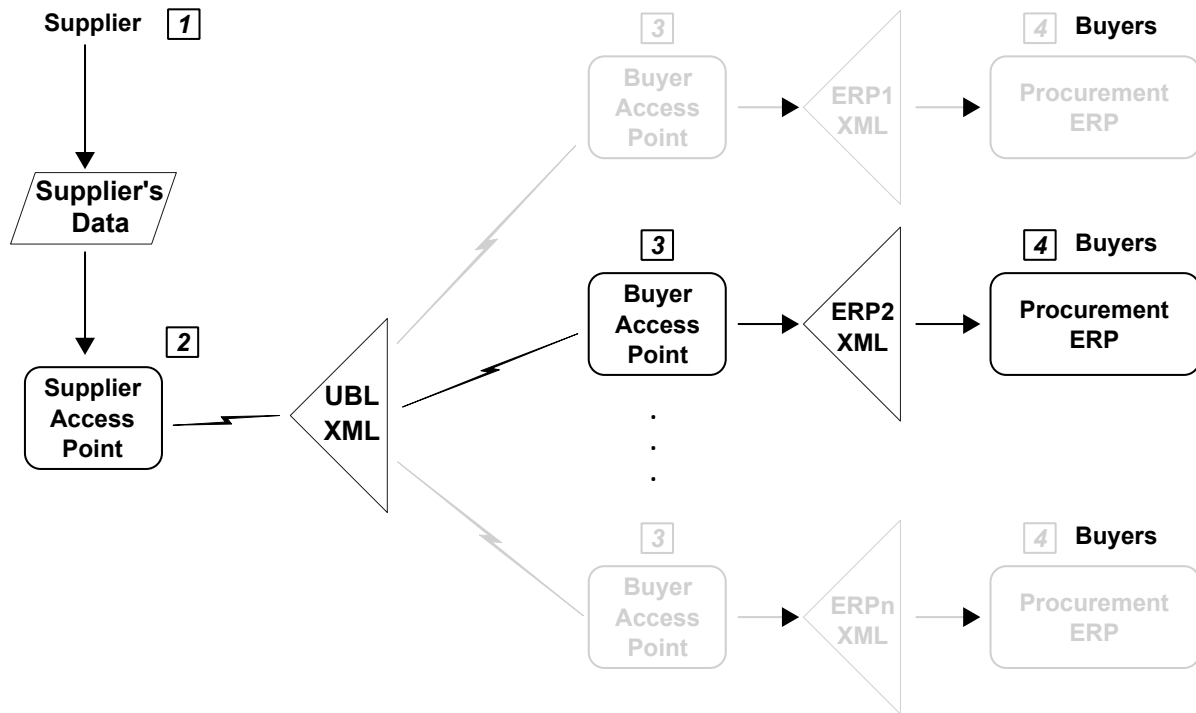 Supplier 1
Supplier's
Data
2
Supplier
Access
Point
UBL
XML
3
Buyer
Access
Point
ERP1
XML
4 Buyers
Procurement
ERP
3
Buyer
Access
Point
ERP2
XML
4 Buyers
Procurement
ERP
.
.
.
3
Buyer
Access
Point
ERPn
XML
4 Buyers
Procurement
ERP